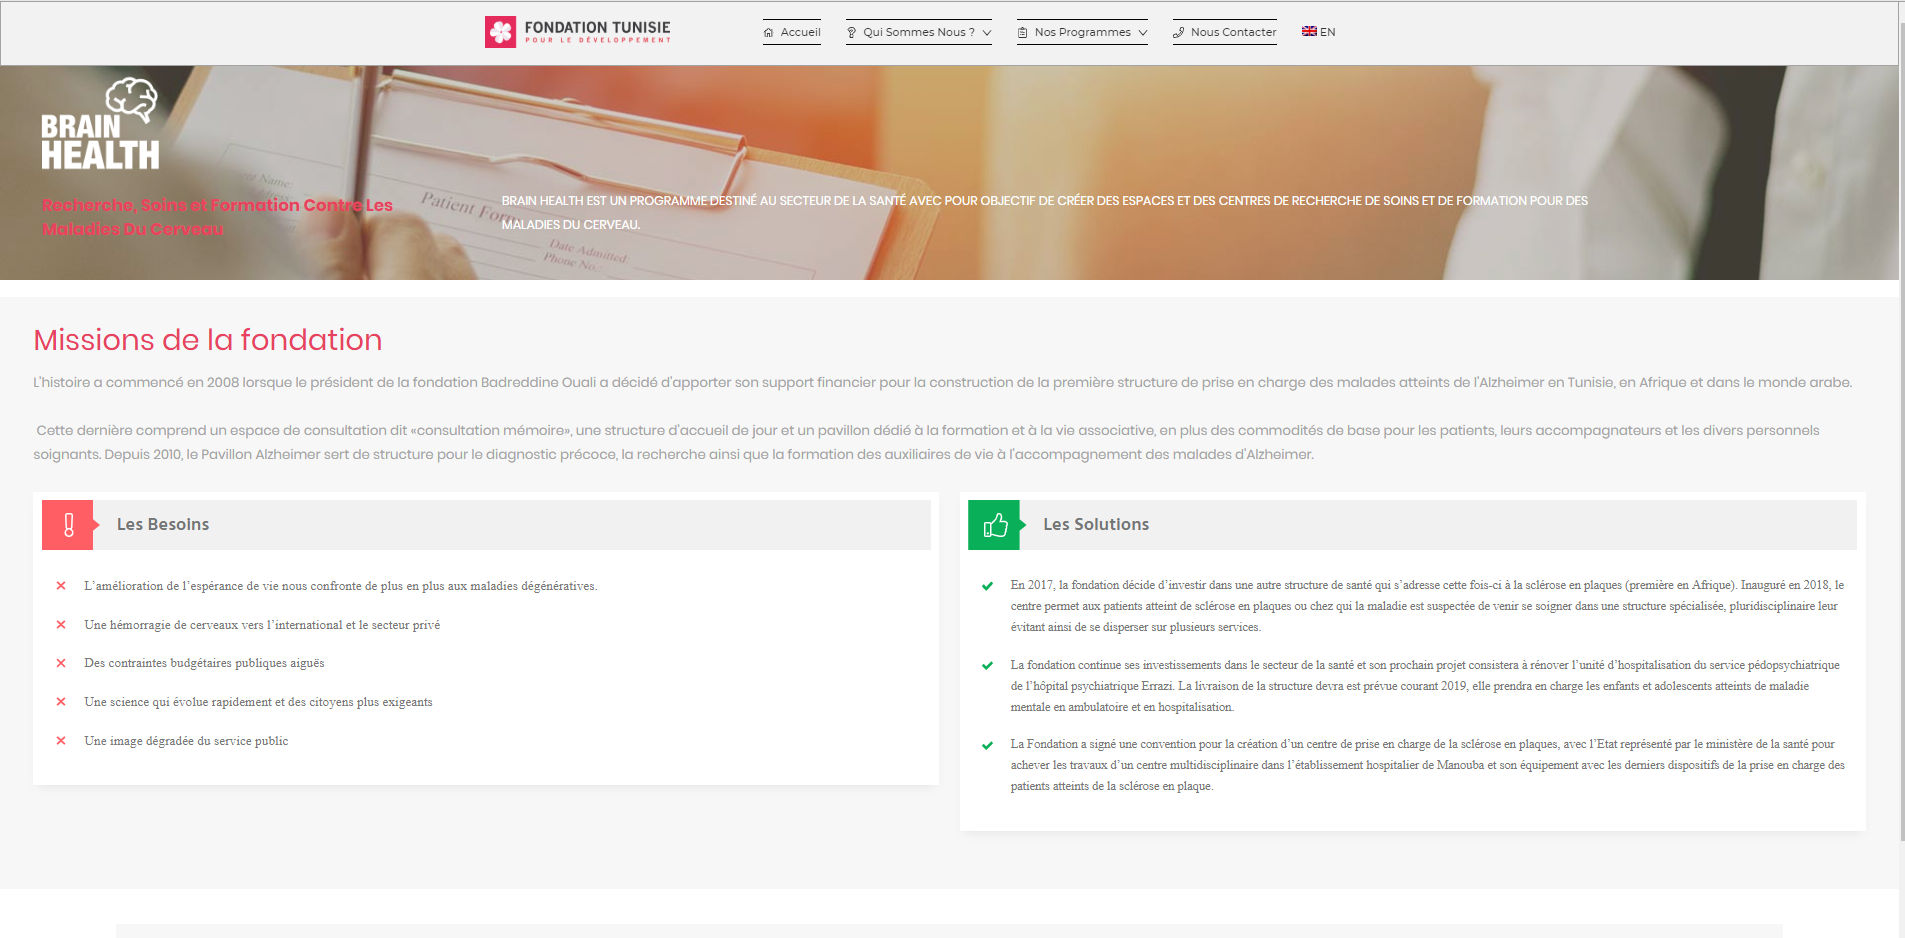 FONDATION TUNISIE
POUR LE DÉVELOPPEMENT
Accueil
Qui Sommes Nous ?
Nos Programmes
Nous Contacter
EN
BRAIN
HEALTH
Recherche, Soins et Formation Contre Les
Maladies Du Cerveau
BRAIN HEALTH EST UN PROGRAMME DESTINÉ AU SECTEUR DE LA SANTÉ AVEC POUR OBJECTIF DE CRÉER DES ESPACES ET DES CENTRES DE RECHERCHE DE SOINS ET DE FORMATION POUR DES
MALADIES DU CERVEAU.
Patient Form
Date Admitted:
Phone No.:
Name:
Missions de la fondation
L'histoire a commencé en 2008 lorsque le président de la fondation Badreddine Ouali a décidé d'apporter son support financier pour la construction de la première structure de prise en charge des malades atteints de l'Alzheimer en Tunisie, en Afrique et dans le monde arabe.
Cette dernière comprend un espace de consultation dit «consultation mémoire», une structure d'accueil de jour et un pavillon dédié à la formation et à la vie associative, en plus des commodités de base pour les patients, leurs accompagnateurs et les divers personnels
soignants. Depuis 2010, le Pavillon Alzheimer sert de structure pour le diagnostic précoce, la recherche ainsi que la formation des auxiliaires de vie à l'accompagnement des malades d'Alzheimer.
Les Besoins
L'amélioration de l'espérance de vie nous confronte de plus en plus aux maladies dégénératives.
Une hémorragie de cerveaux vers l'international et le secteur privé
Des contraintes budgétaires publiques aiguës
Une science qui évolue rapidement et des citoyens plus exigeants
Une image dégradée du service public
Les Solutions
En 2017, la fondation décide d'investir dans une autre structure de santé qui s'adresse cette fois-ci à la sclérose en plaques (première en Afrique). Inauguré en 2018, le
centre permet aux patients atteint de sclérose en plaques ou chez qui la maladie est suspectée de venir se soigner dans une structure spécialisée, pluridisciplinaire leur
évitant ainsi de se disperser sur plusieurs services.
La fondation continue ses investissements dans le secteur de la santé et son prochain projet consistera à rénover l'unité d'hospitalisation du service pédopsychiatrique
de l'hôpital psychiatrique Errazi. La livraison de la structure devra est prévue courant 2019, elle prendra en charge les enfants et adolescents atteints de maladie
mentale en ambulatoire et en hospitalisation.
La Fondation a signé une convention pour la création d'un centre de prise en charge de la sclérose en plaques, avec l'Etat représenté par le ministère de la santé pour
achever les travaux d'un centre multidisciplinaire dans l'établissement hospitalier de Manouba et son équipement avec les derniers dispositifs de la prise en charge des
patients atteints de la sclérose en plaque.